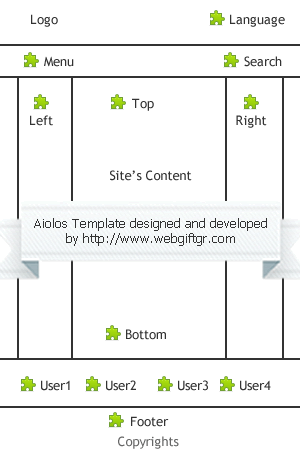 Logo
Language
Menu
Search
Top
Left
Right
Site's Content
Aiolos Template designed and developed
by http://www.webgiftgr.com
Bottom
User1
User2
User3
User4
Footer
Copyrights